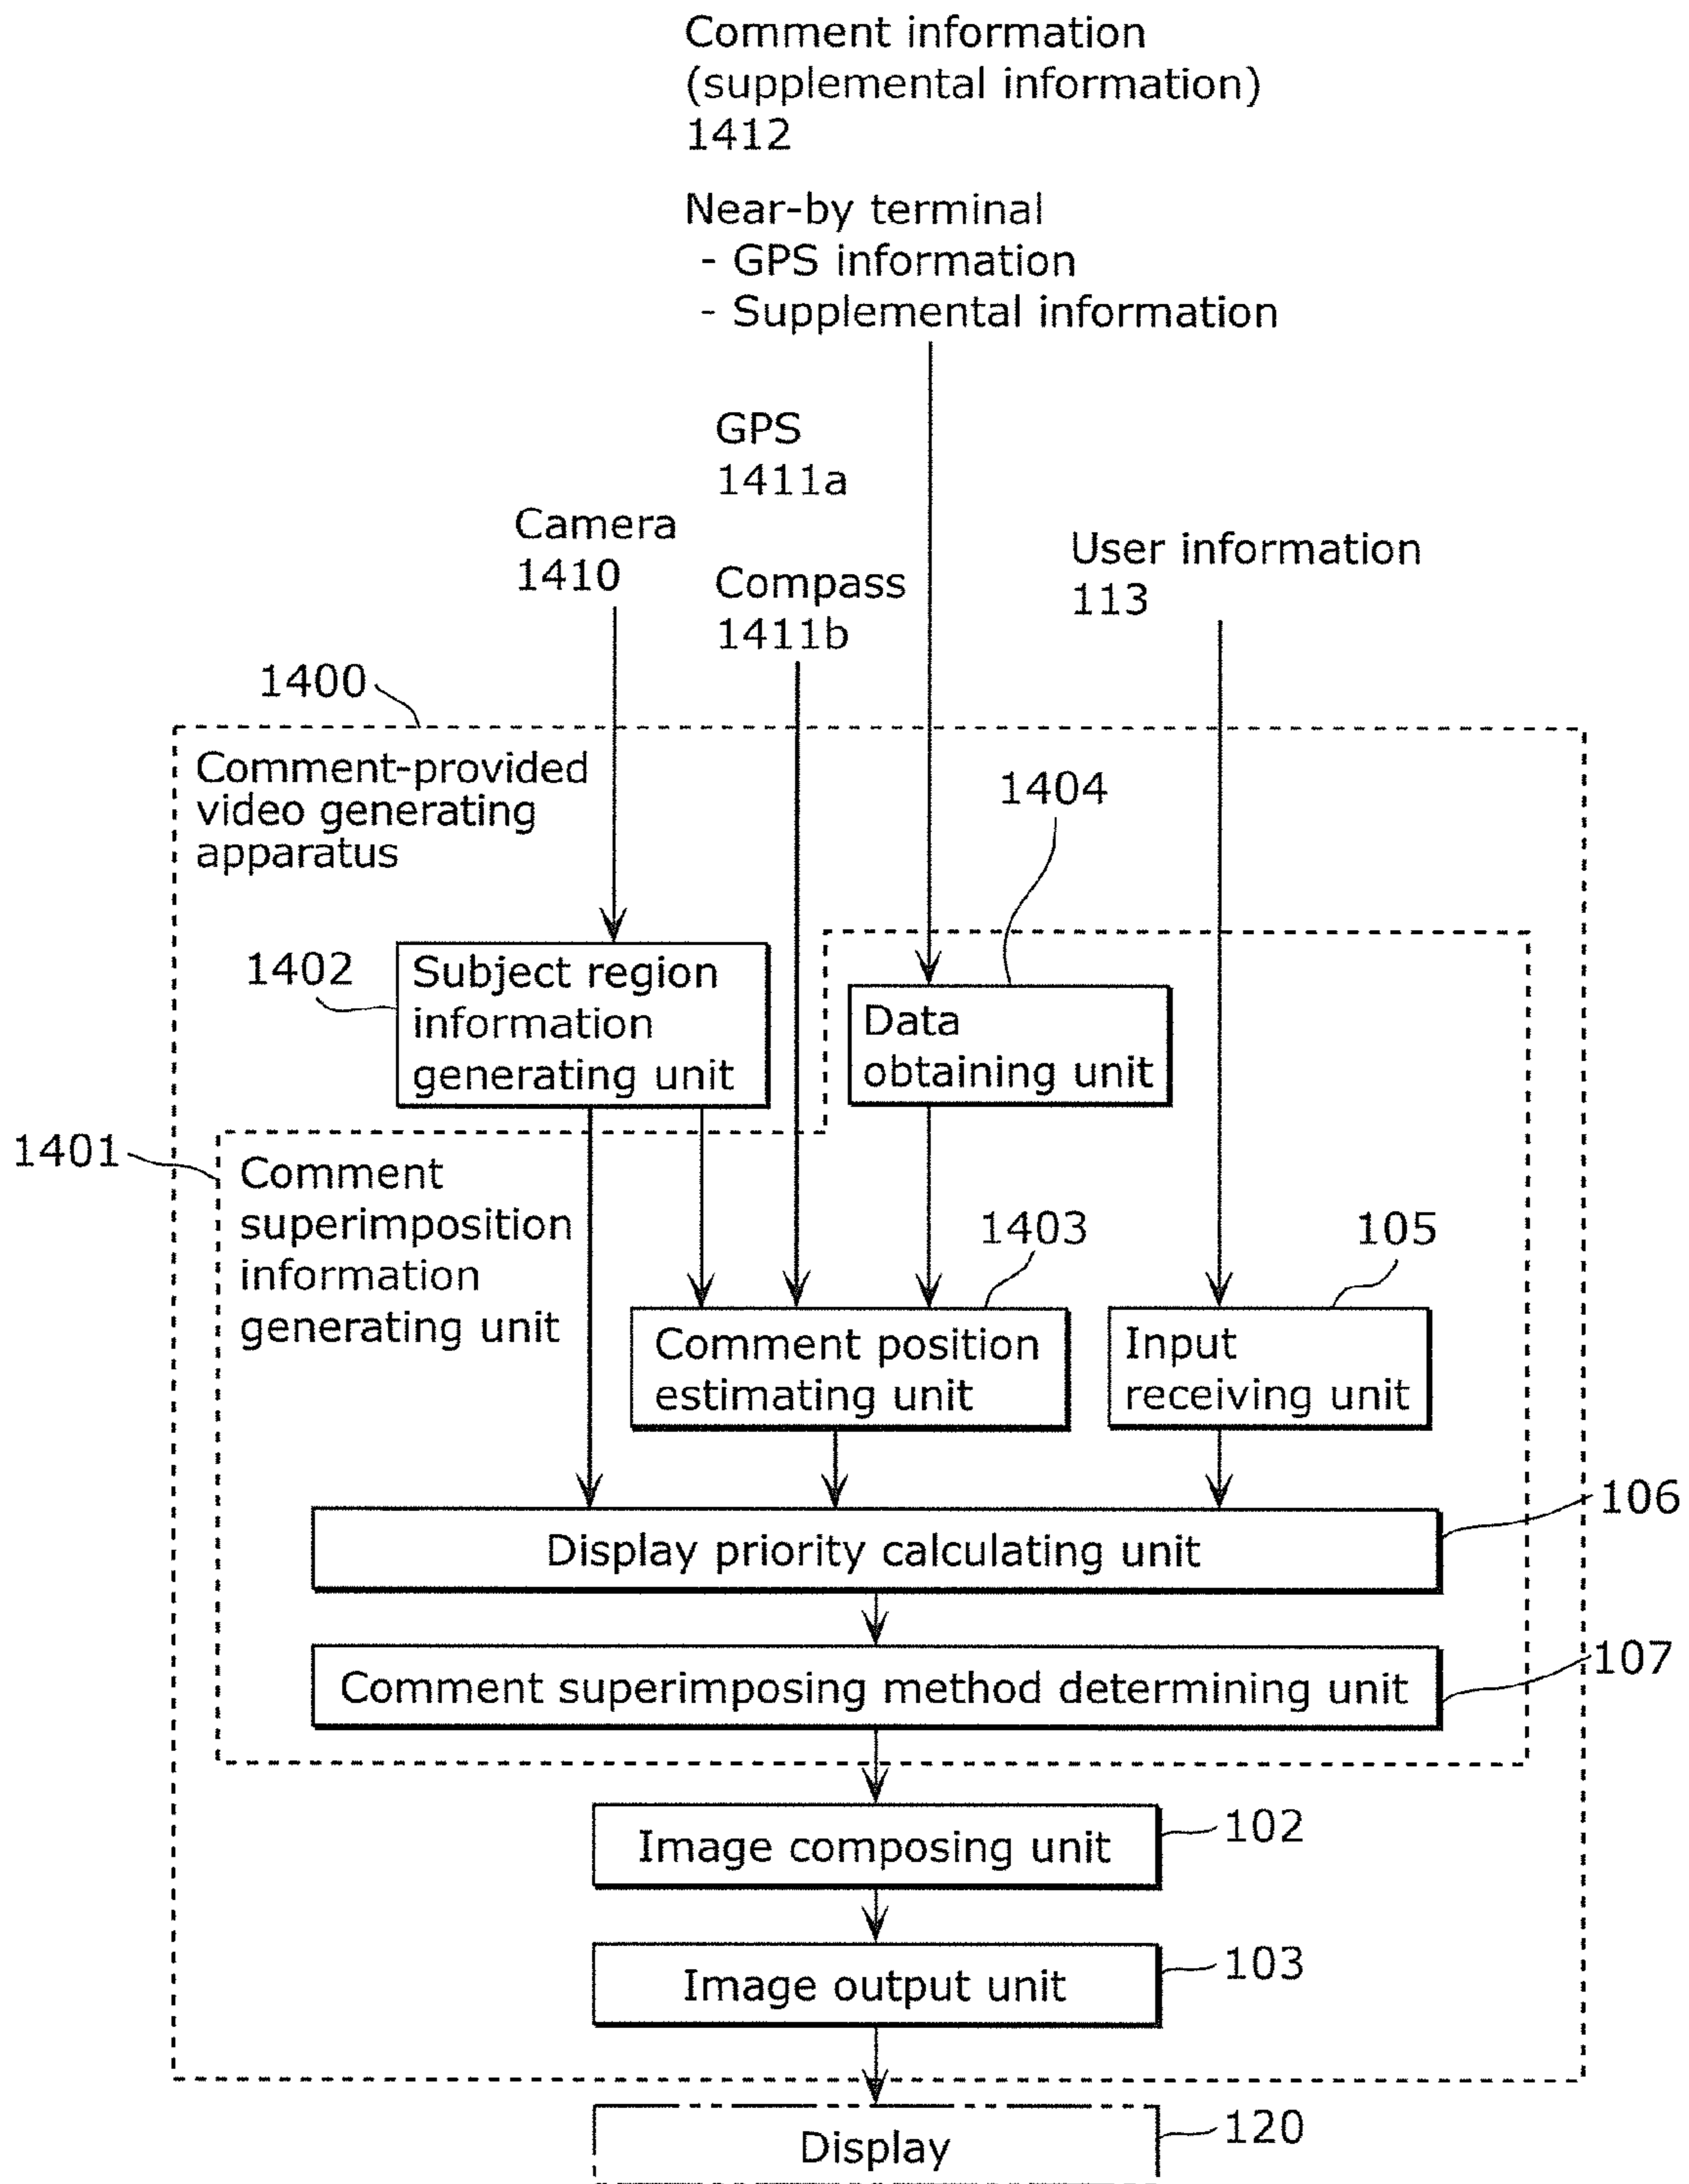 Comment information
(supplemental information)
1412
Near-by terminal
- GPS information
- Supplemental information
GPS
1411a
Camera
1410
Compass
1411b
User information
113
1400
Comment-provided
video generating
apparatus
1404
1402
Subject region
information
generating unit
Data
obtaining unit
1401
Comment
superimposition
information
generating unit
1403
105
Comment position
estimating unit
Input
receiving unit
106
Display priority calculating unit
107
Comment superimposing method determining unit
Image composing unit
102
Image output unit
103
Display
120